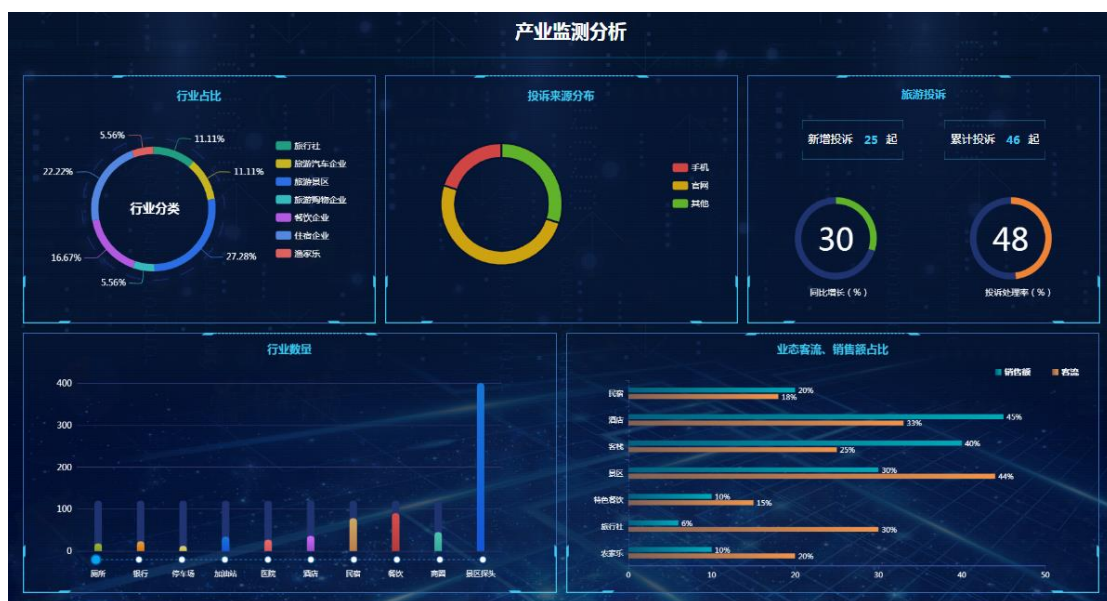 产业监测分析
行业占比
5.56%
11.11%
22.22%
11.11%
行业分类
16.67%
27.28%
5.56%
旅行社
旅游汽车企业
旅游景区
旅游购物企业
餐饮企业
住宿企业
渔家乐
投诉来源分布
手机
官网
其他
旅游投诉
新增投诉 25 起
累计投诉 46 起
30
48
同比增长（%）
投诉处理率（%）
行业数量
400
300
200
100
0
厕所 银行 停车场 加油站 医院 酒店 民宿 餐饮 商圈 景区探头
业态客流、销售额占比
销售额 客流
民宿 20%
18%
酒店 45%
33%
客栈 40%
25%
景区 30%
44%
特色餐饮 10%
15%
旅行社 6%
30%
农家乐 10%
20%
0 10 20 30 40 50